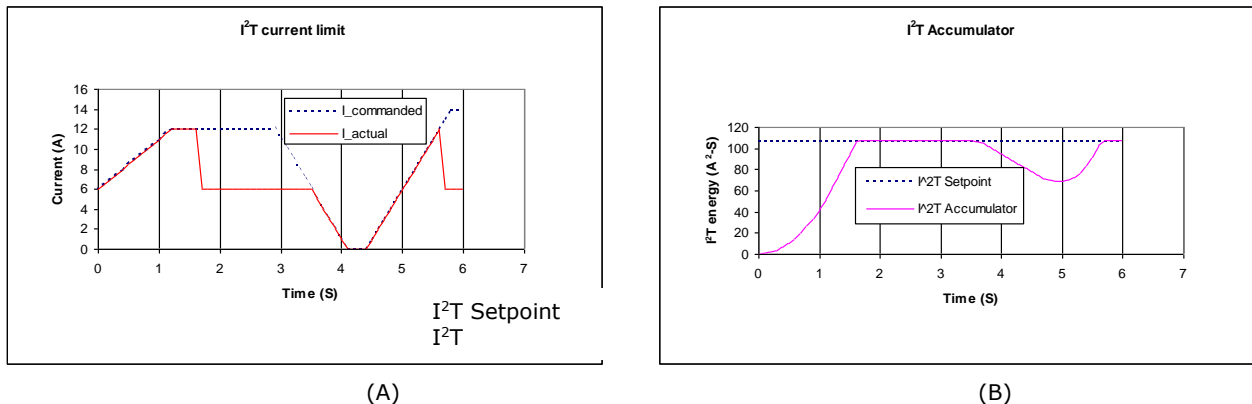 I²T current limit
Current (A)
16
14
12
10
8
6
4
2
0
I_commanded
I_actual
0 1 2 3 4 5 6 7
Time (S)
I²T Setpoint
I²T
(A)
I²T Accumulator
I²T energy (A²-S)
120
100
80
60
40
20
0
I^2T Setpoint
I^2T Accumulator
0 1 2 3 4 5 6 7
Time (S)
(B)